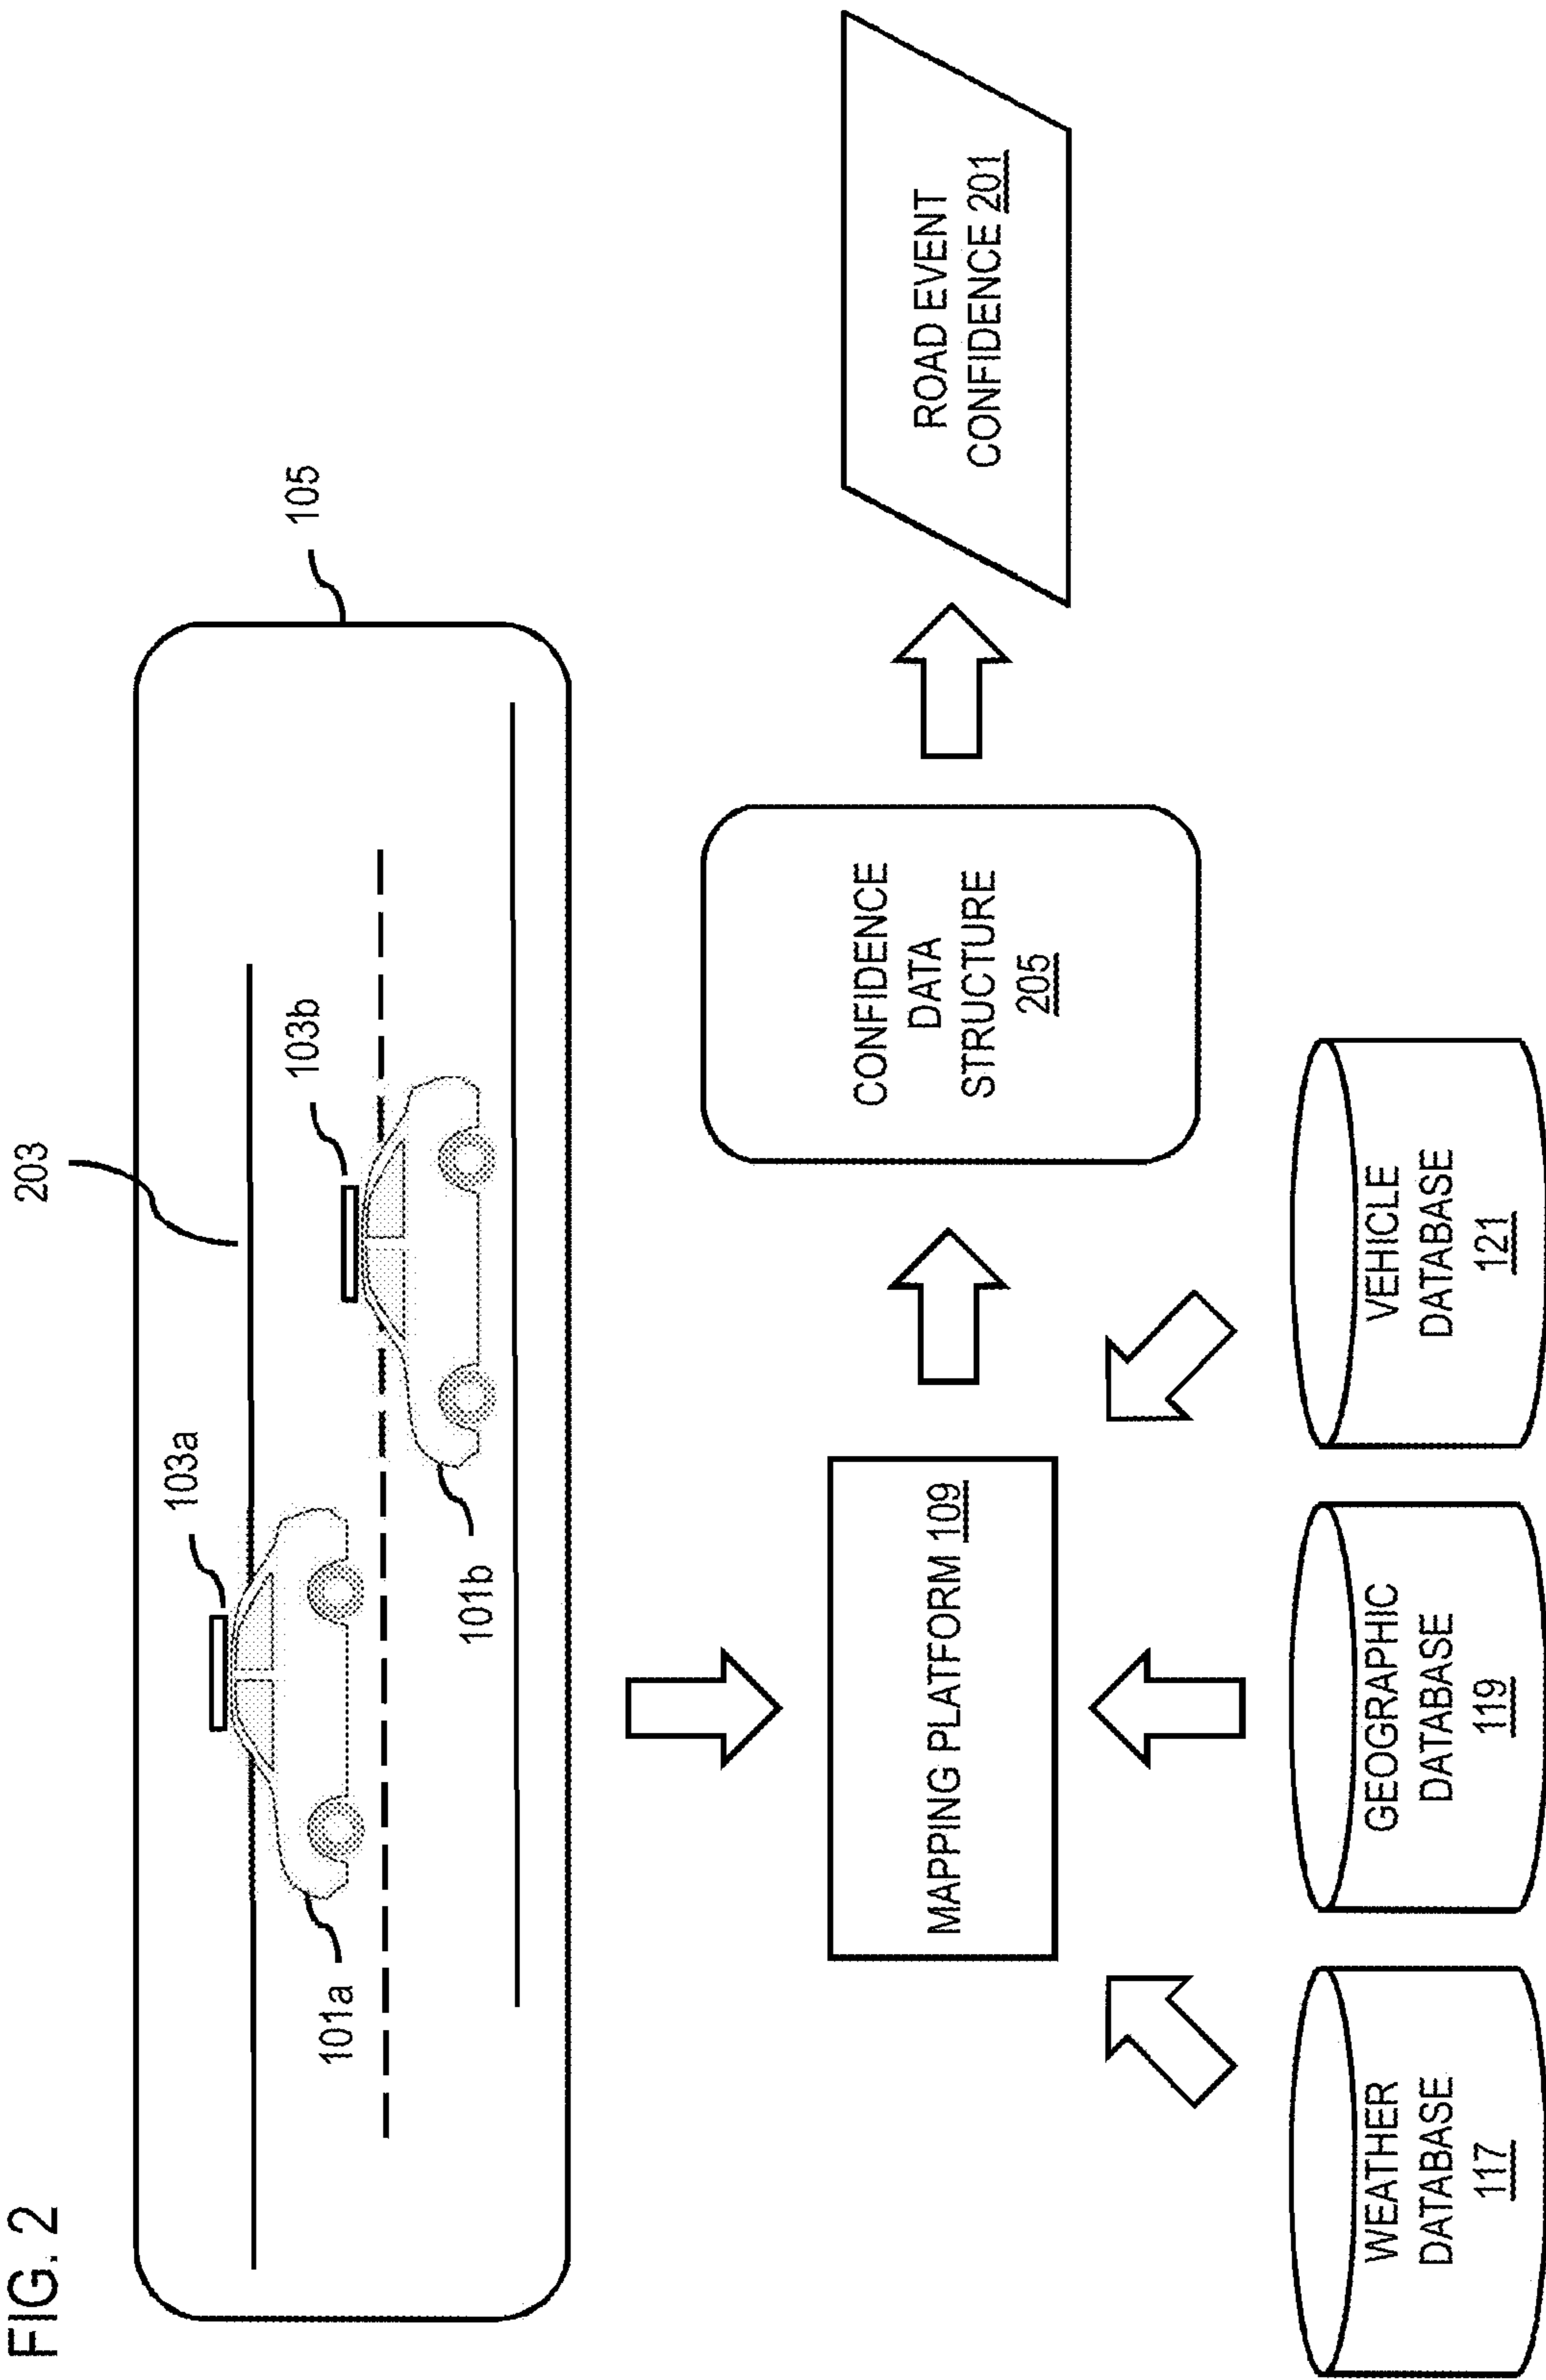 FIG. 2
203
105
103a
103b
101a
101b
MAPPING PLATFORM 109
CONFIDENCE
DATA
STRUCTURE
205
ROAD EVENT
CONFIDENCE 201
WEATHER
DATABASE
117
GEOGRAPHIC
DATABASE
119
VEHICLE
DATABASE
121